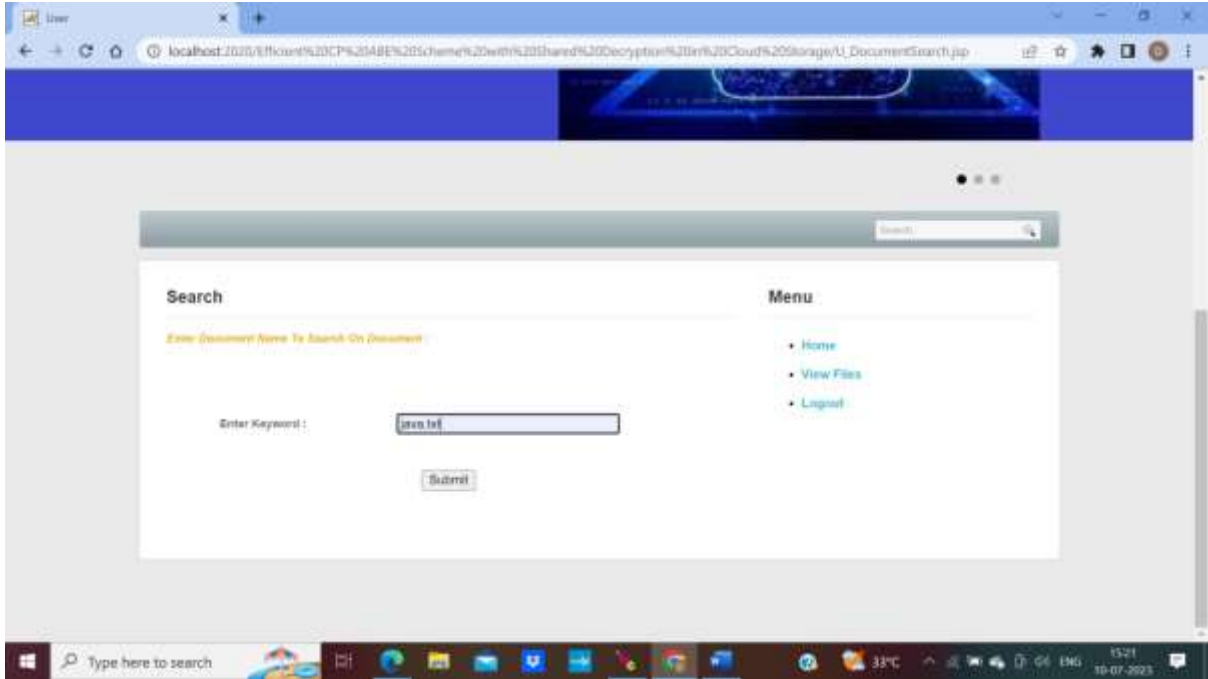 User
localhost:2020/Efficient%20CP%20ABE%20Scheme%20with%20Shared%20Decryption%20in%20Cloud%20Storage/U_DocumentSearch.jsp
Search
Search
Menu
Enter Document Name To Search On Document :
• Home
• View Files
• Logout
Enter Keyword :
java.txt
Submit
Type here to search
33°C
ENG
15:21
10-07-2023